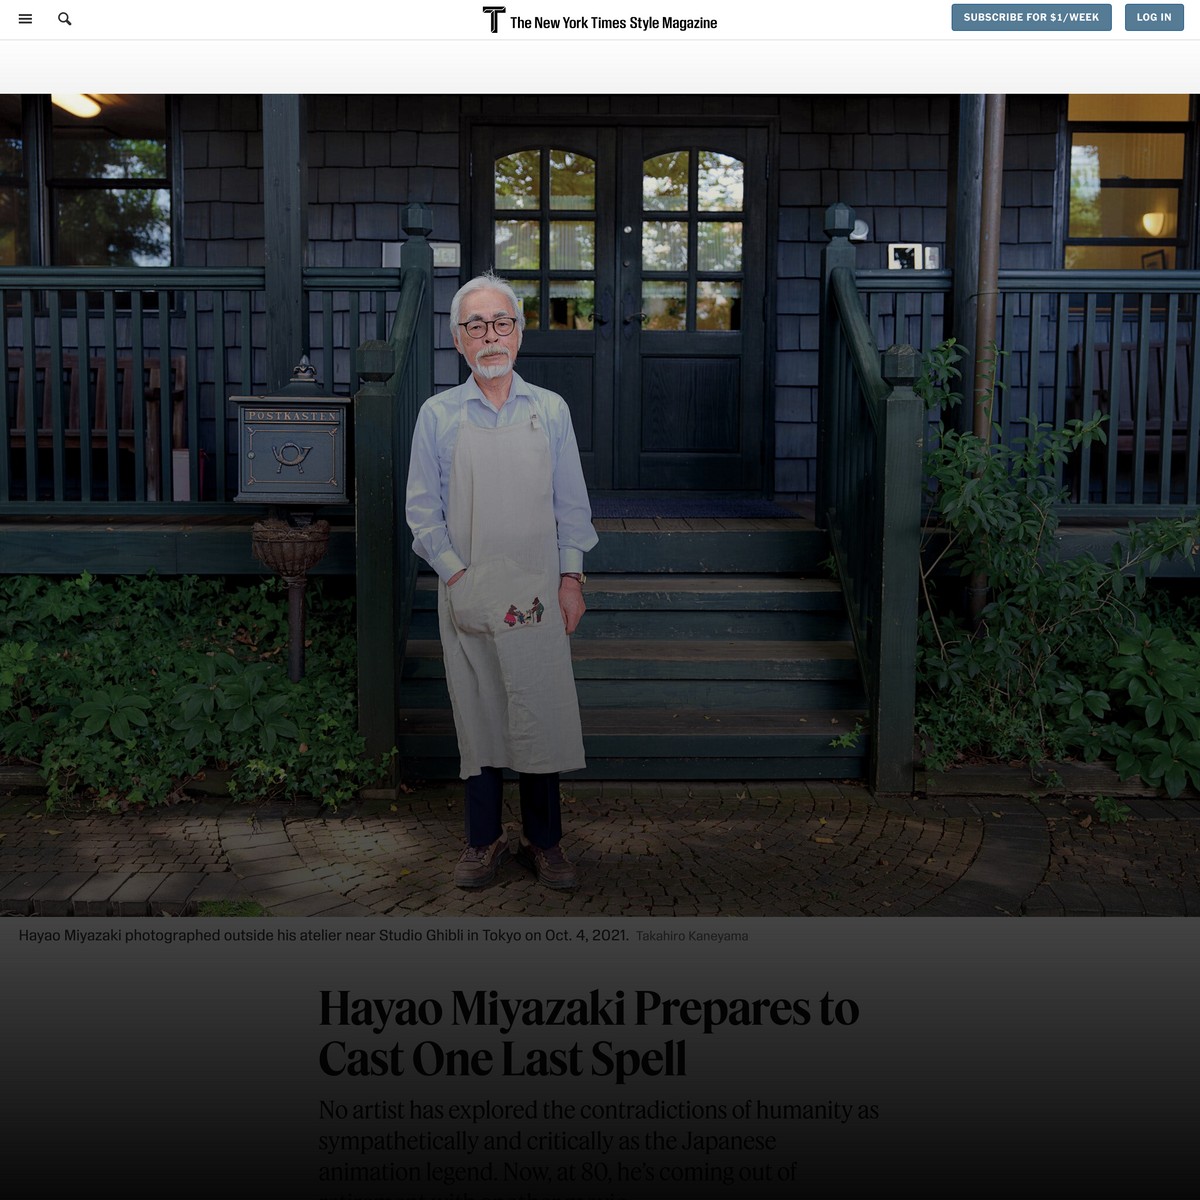 The New York Times Style Magazine
SUBSCRIBE FOR $1/WEEK
LOG IN
POSTKASTEN
Hayao Miyazaki photographed outside his atelier near Studio Ghibli in Tokyo on Oct. 4, 2021. Takahiro Kaneyama
Hayao Miyazaki Prepares to
Cast One Last Spell
No artist has explored the contradictions of humanity as
sympathetically and critically as the Japanese
animation legend. Now, at 80, he’s coming out of